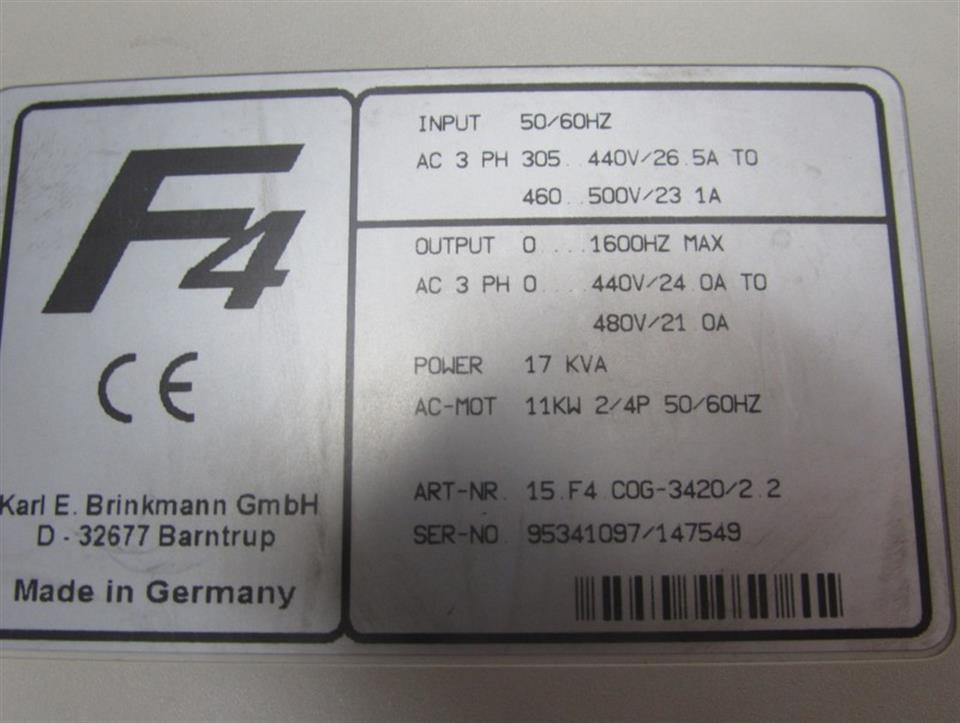 F4
CE
Karl E. Brinkmann GmbH
D - 32677 Barntrup
Made in Germany
INPUT 50/60HZ
AC 3 PH 305..440V/26.5A TO
460..500V/23.1A
OUTPUT 0....1600HZ MAX
AC 3 PH 0....440V/24.0A TO
480V/21.0A
POWER 17 KVA
AC-MOT 11KW 2/4P 50/60HZ
ART-NR. 15.F4.C0G-3420/2.2
SER-NO. 95341097/147549